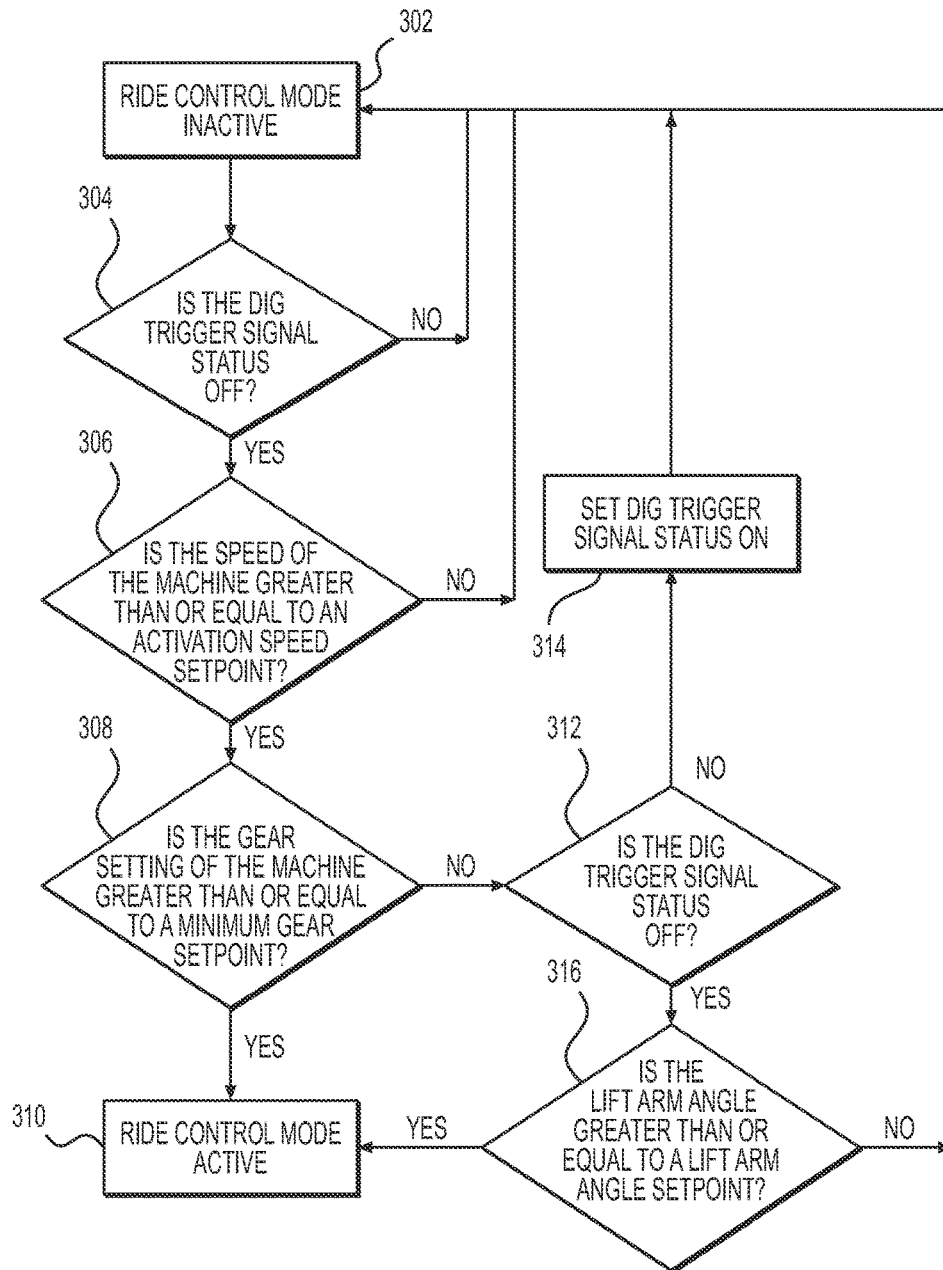 302
RIDE CONTROL MODE
INACTIVE
304
IS THE DIG
TRIGGER SIGNAL
STATUS
OFF?
NO
YES
306
IS THE SPEED OF
THE MACHINE GREATER
THAN OR EQUAL TO AN
ACTIVATION SPEED
SETPOINT?
NO
SET DIG TRIGGER
SIGNAL STATUS ON
314
YES
308
IS THE GEAR
SETTING OF THE MACHINE
GREATER THAN OR EQUAL
TO A MINIMUM GEAR
SETPOINT?
NO
312
NO
IS THE DIG
TRIGGER SIGNAL
STATUS
OFF?
YES
316
IS THE
LIFT ARM ANGLE
GREATER THAN OR
EQUAL TO A LIFT ARM
ANGLE SETPOINT?
NO
YES
YES
310
RIDE CONTROL MODE
ACTIVE